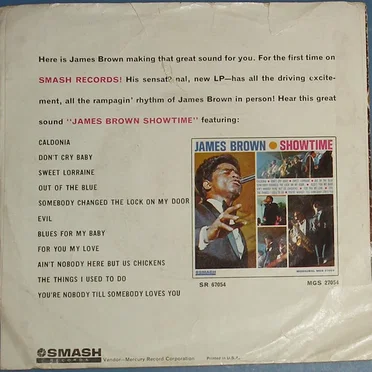 Here is James Brown making that great sound for you. For the first time on
SMASH RECORDS! His sensat nal, new LP—has all the driving excite-
ment, all the rampagin' rhythm of James Brown in person! Hear this great
sound "JAMES BROWN SHOWTIME" featuring:
CALDONIA
DON'T CRY BABY
SWEET LORRAINE
OUT OF THE BLUE
SOMEBODY CHANGED THE LOCK ON MY DOOR
EVIL
BLUES FOR MY BABY
FOR YOU MY LOVE
AIN'T NOBODY HERE BUT US CHICKENS
THE THINGS I USED TO DO
YOU'RE NOBODY TILL SOMEBODY LOVES YOU
JAMES BROWN SHOWTIME
SMASH
SRS 67054 MGS 27054
SMASH
RECORDS
Vendor—Mercury Record Corporation Printed in U.S.A.